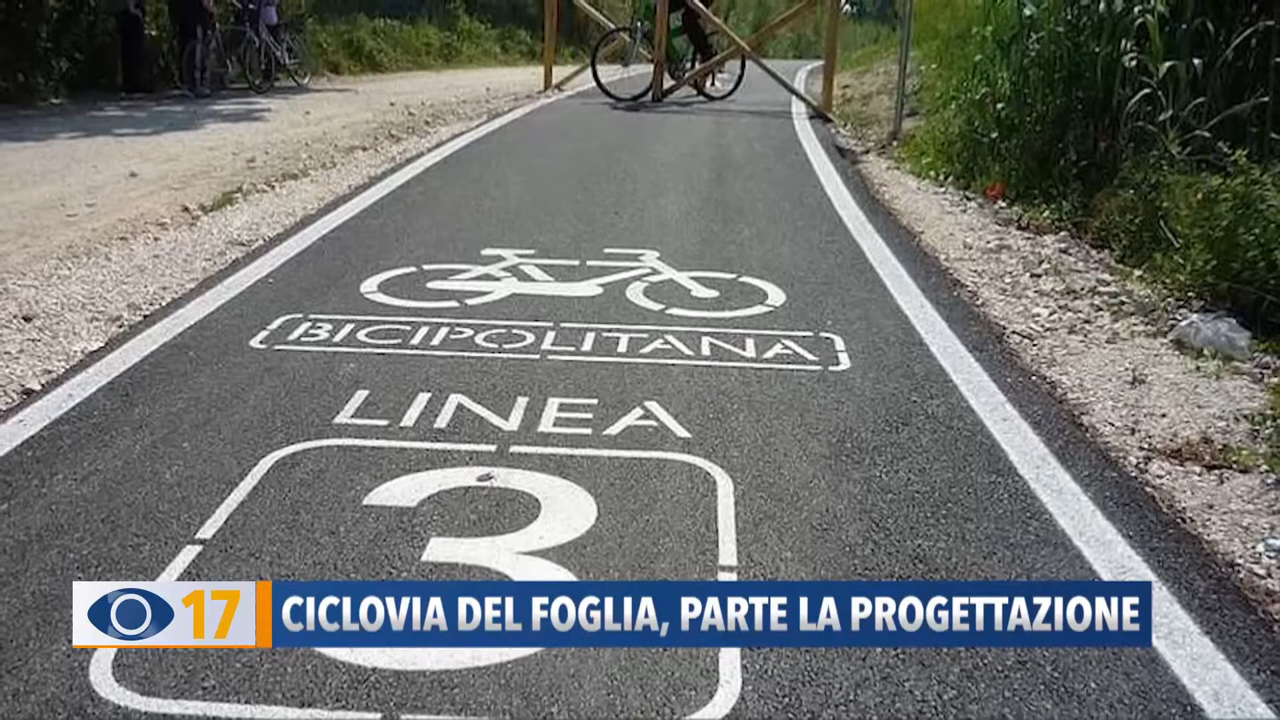 BICIPOLITANA
LINEA
3
17 CICLOVIA DEL FOGLIA, PARTE LA PROGETTAZIONE